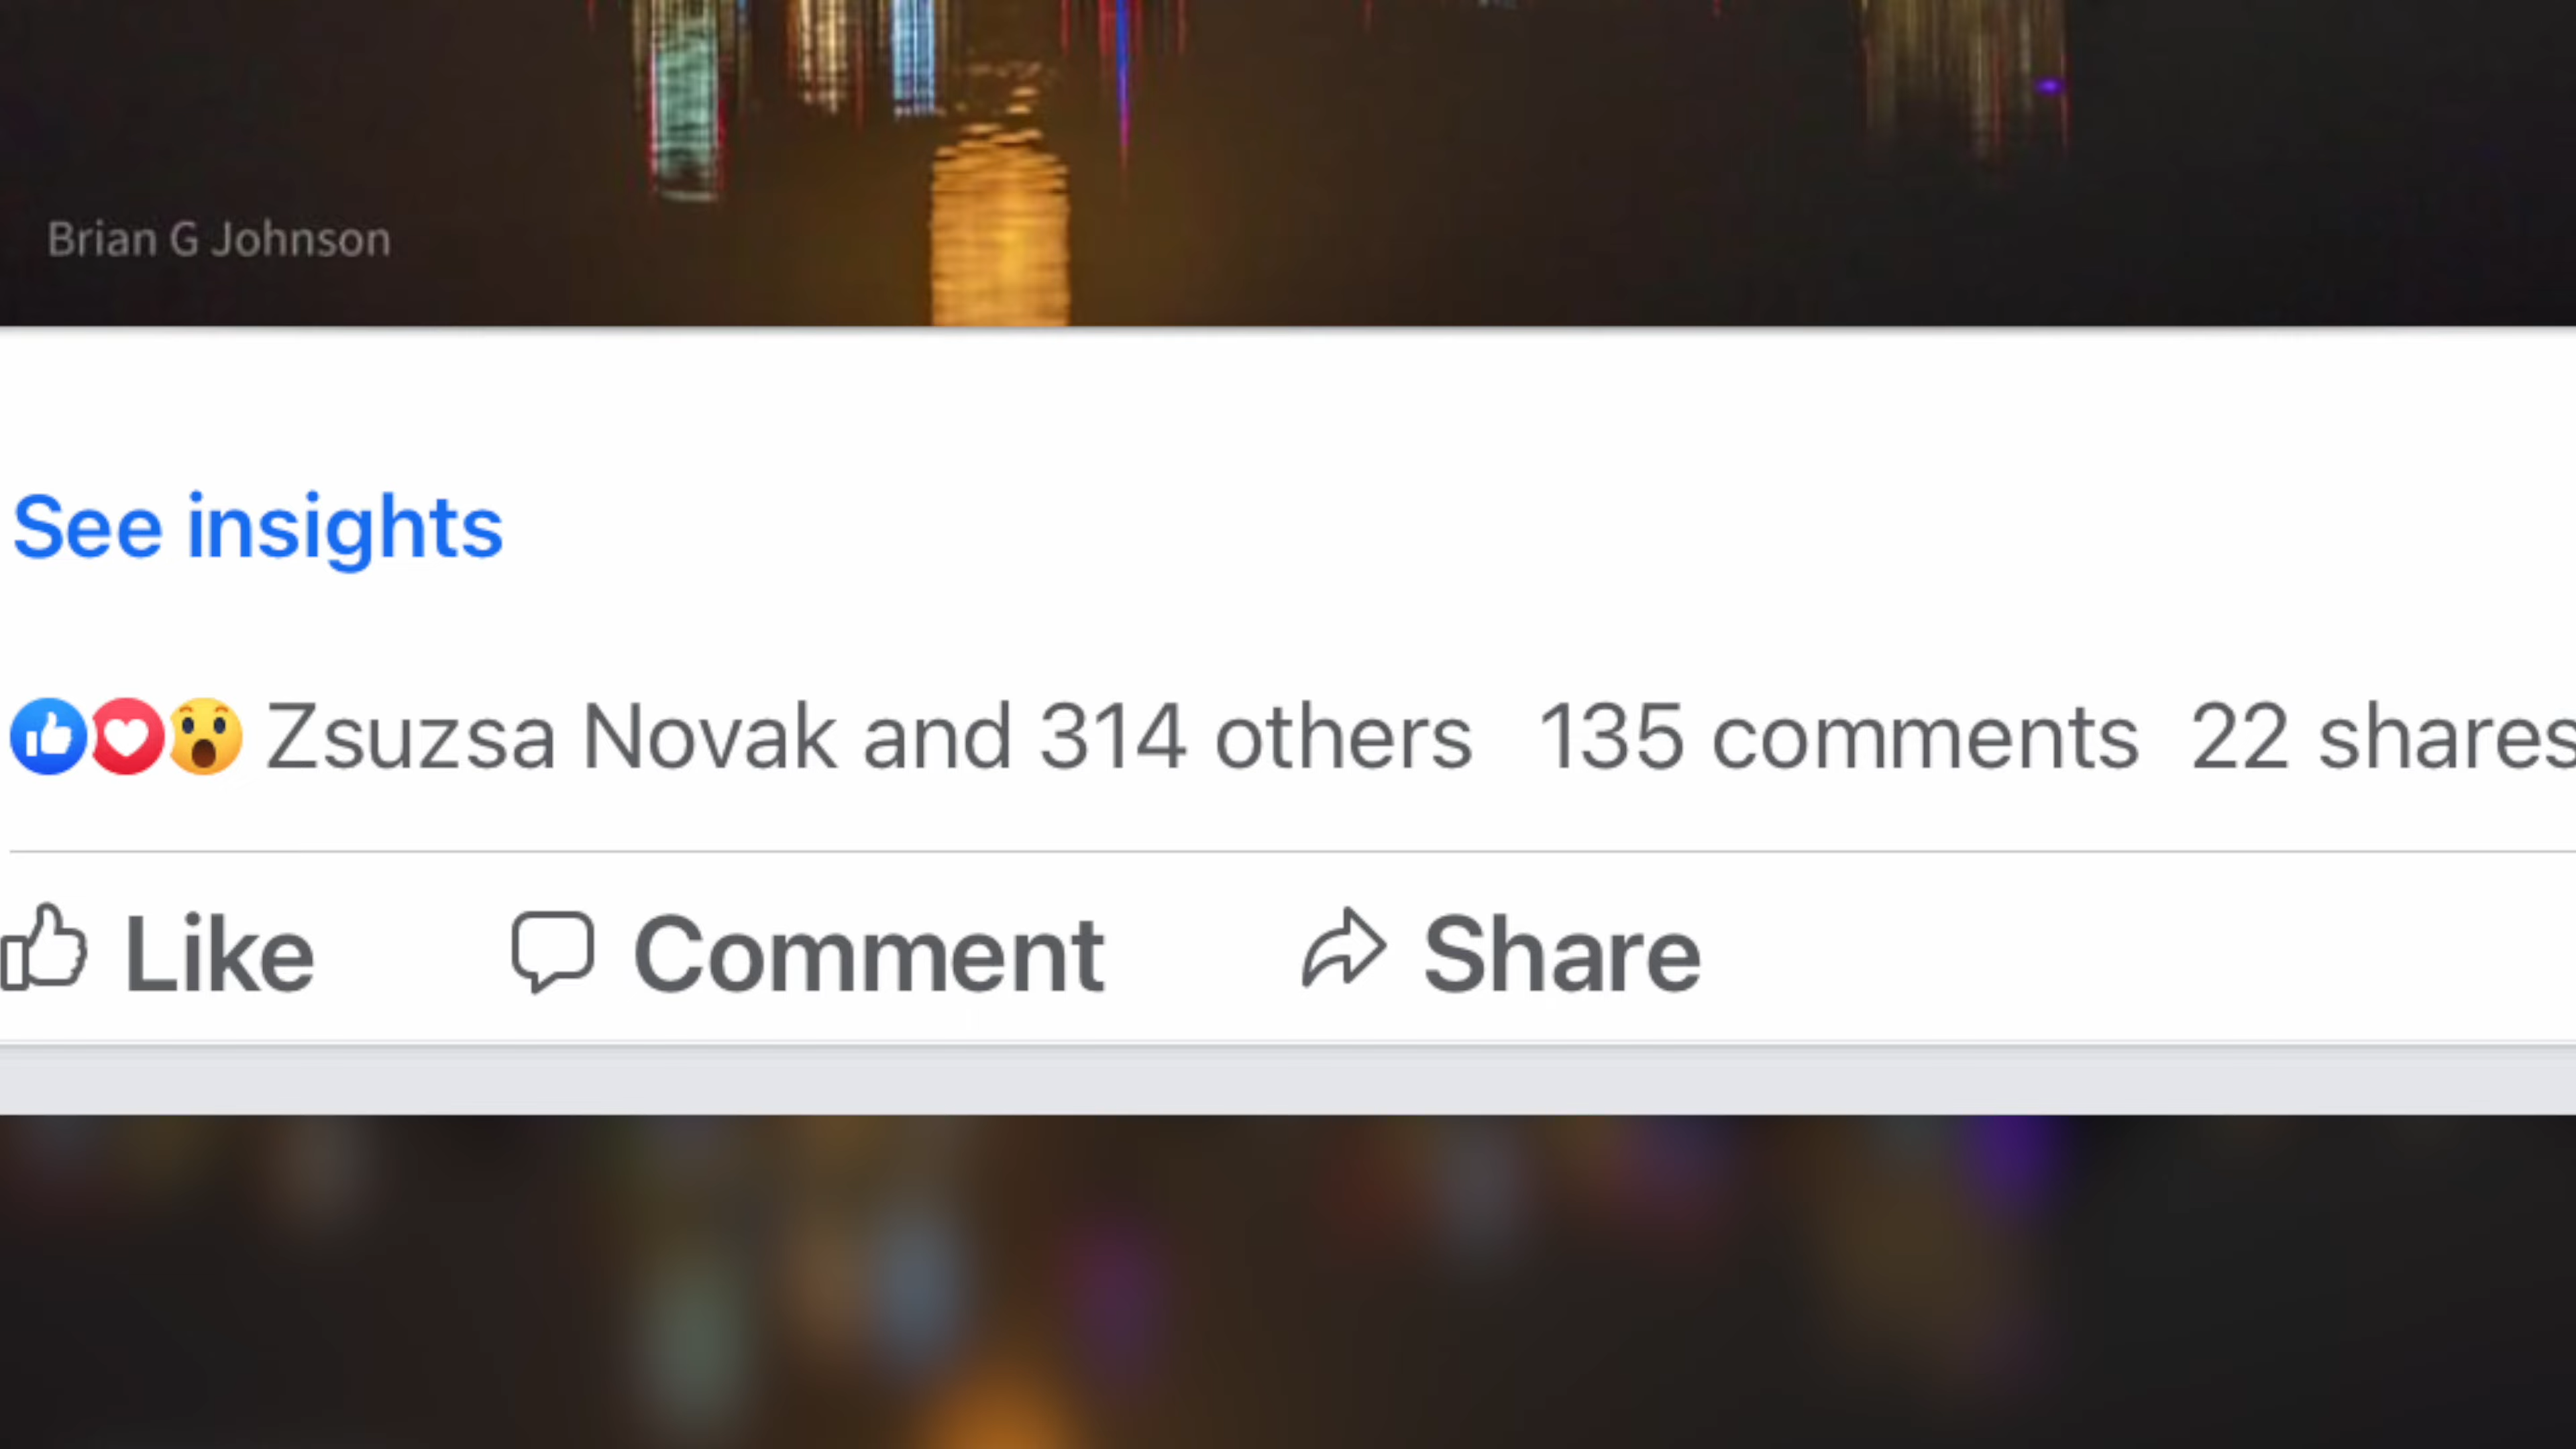 Brian G Johnson
See insights
Zsuzsa Novak and 314 others 135 comments 22 shares
Like Comment Share